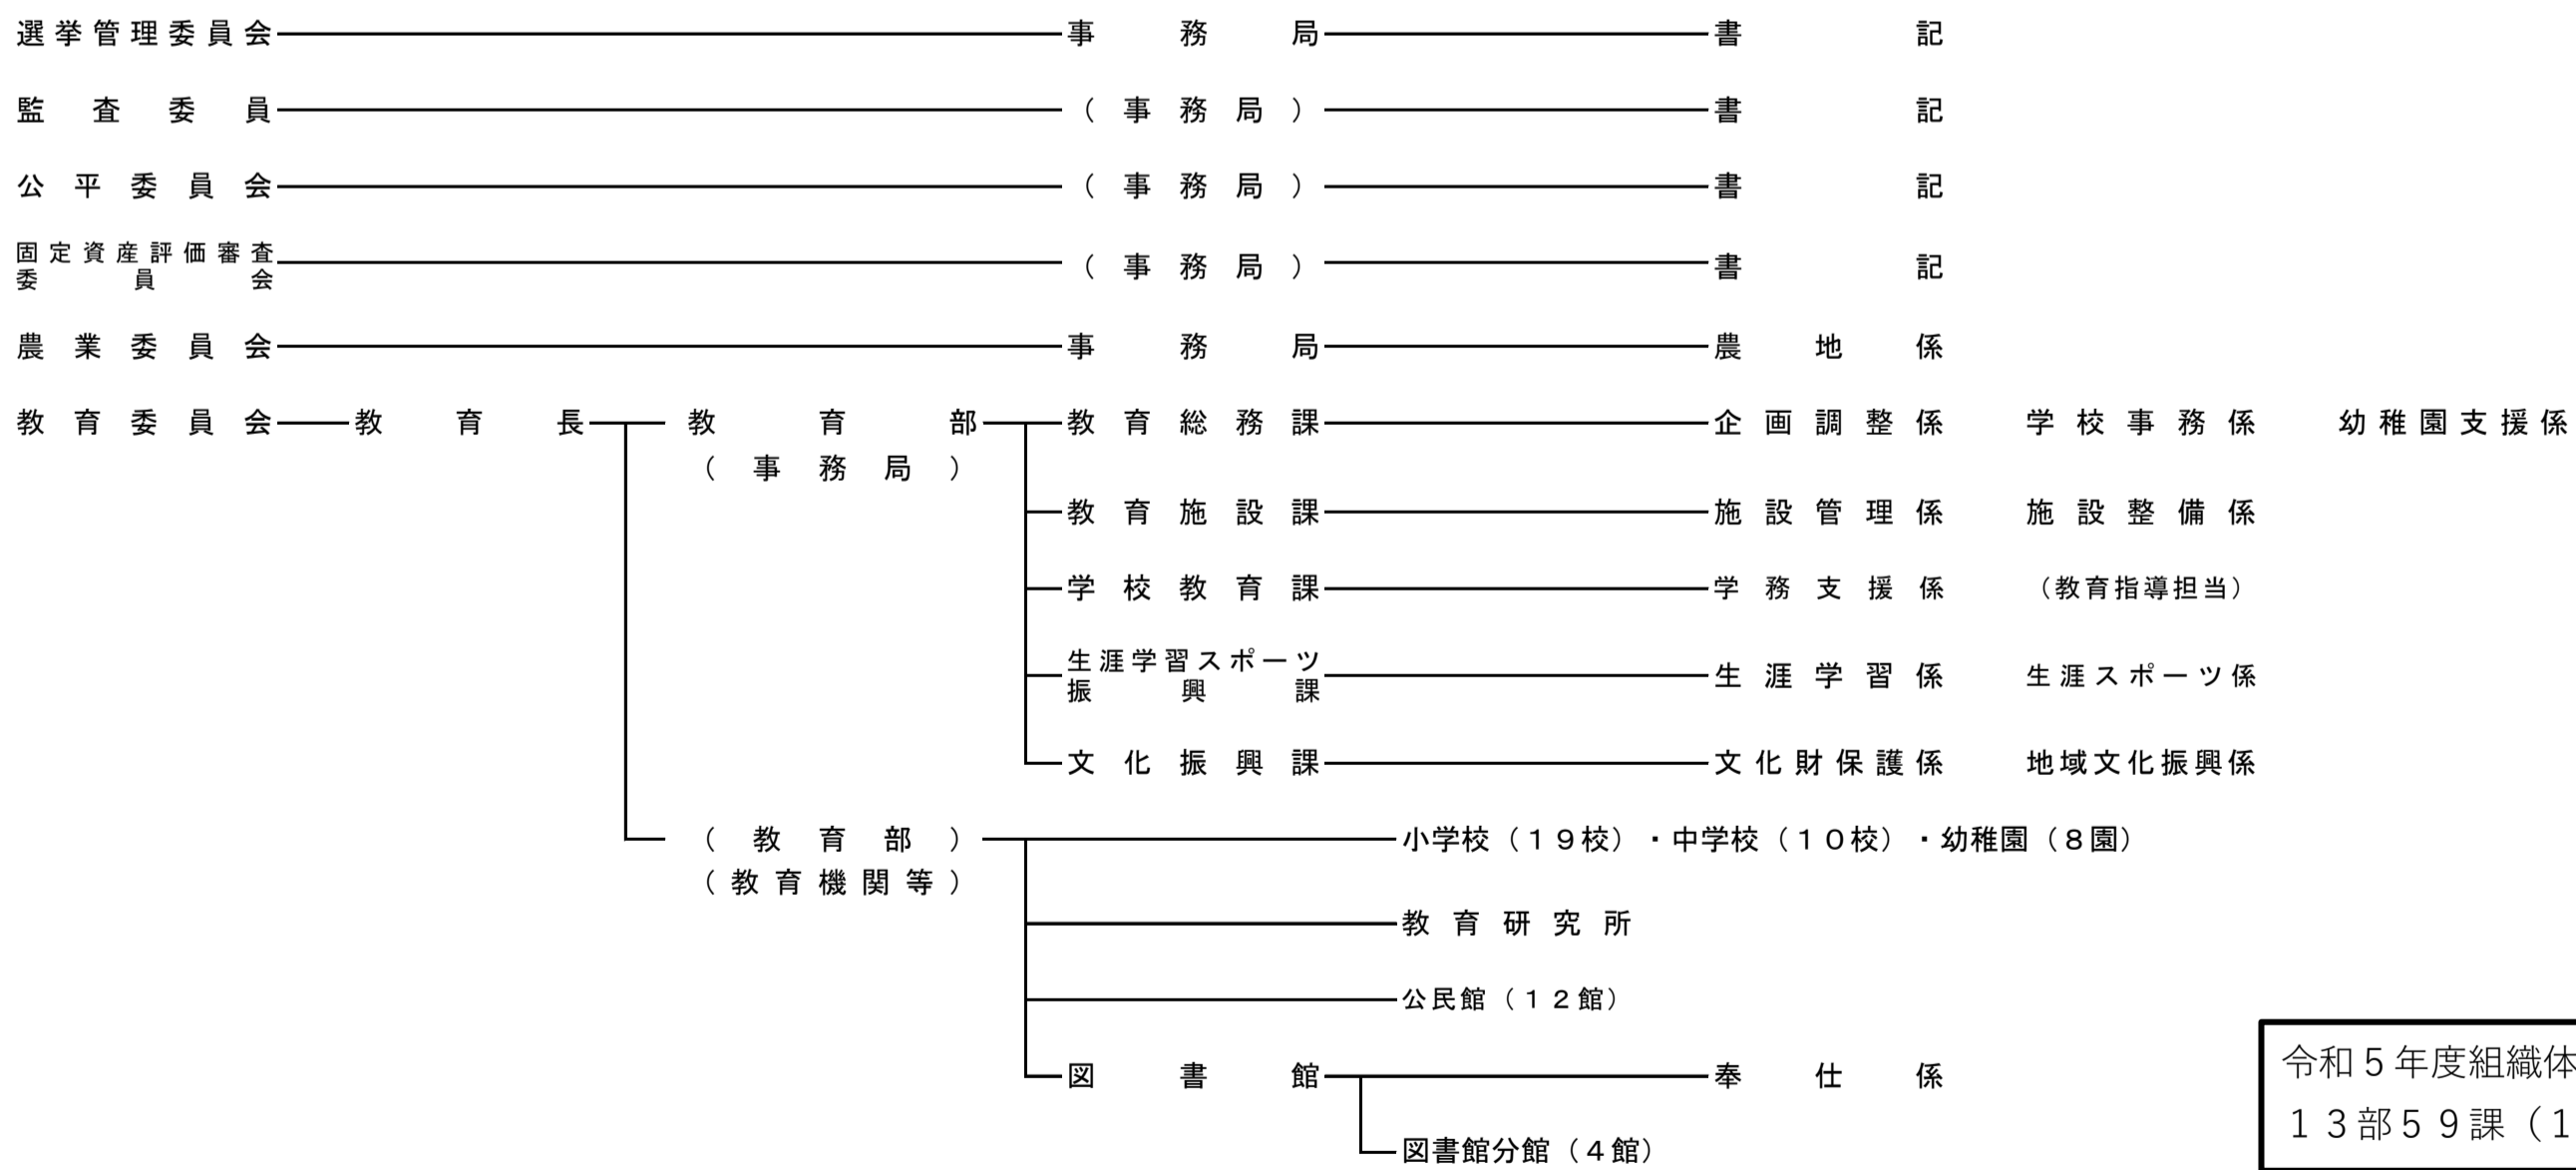 選挙管理委員会 事務局 書記
監査委員 （事務局） 書記
公平委員会 （事務局） 書記
固定資産評価審査
委員会 （事務局） 書記
農業委員会 事務局 農地係
教育委員会 教育長 教育部 教育総務課 企画調整係 学校事務係 幼稚園支援係
（事務局）
教育施設課 施設管理係 施設整備係
学校教育課 学務支援係 （教育指導担当）
生涯学習スポーツ
振興課 生涯学習係 生涯スポーツ係
文化振興課 文化財保護係 地域文化振興係
（教育部） 小学校（１９校）・中学校（１０校）・幼稚園（８園）
（教育機関等）
教育研究所
公民館（１２館）
図書館 奉仕係
図書館分館（４館）
令和５年度組織体
１３部５９課（１